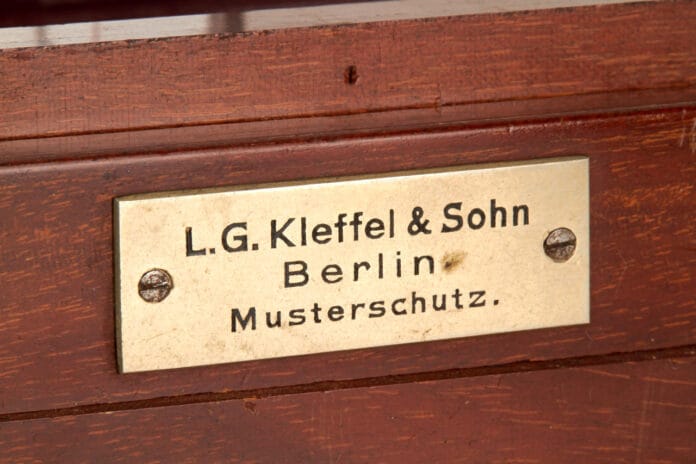 L.G. Kleffel & Sohn
Berlin
Musterschutz.